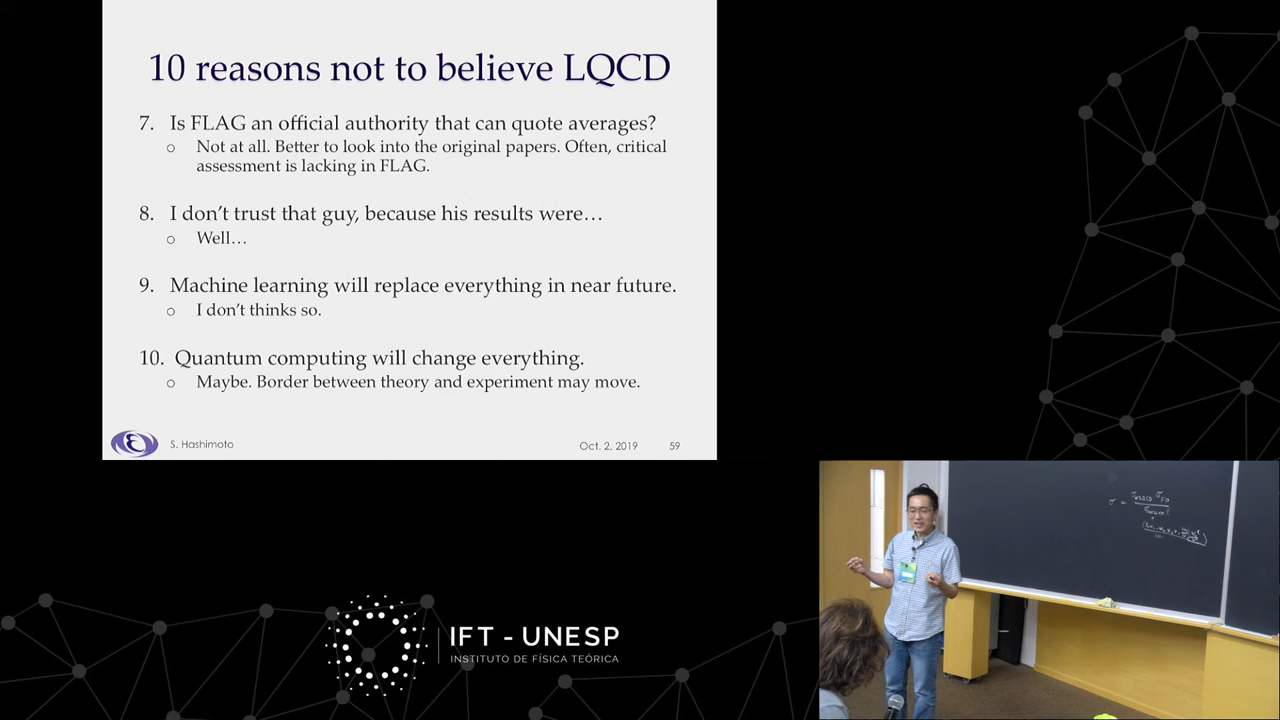 10 reasons not to believe LQCD
7. Is FLAG an official authority that can quote averages?
o Not at all. Better to look into the original papers. Often, critical
assessment is lacking in FLAG.
8. I don't trust that guy, because his results were…
o Well…
9. Machine learning will replace everything in near future.
o I don't thinks so.
10. Quantum computing will change everything.
o Maybe. Border between theory and experiment may move.
S. Hashimoto
Oct. 2, 2019
59
IFT - UNESP
INSTITUTO DE FÍSICA TEÓRICA